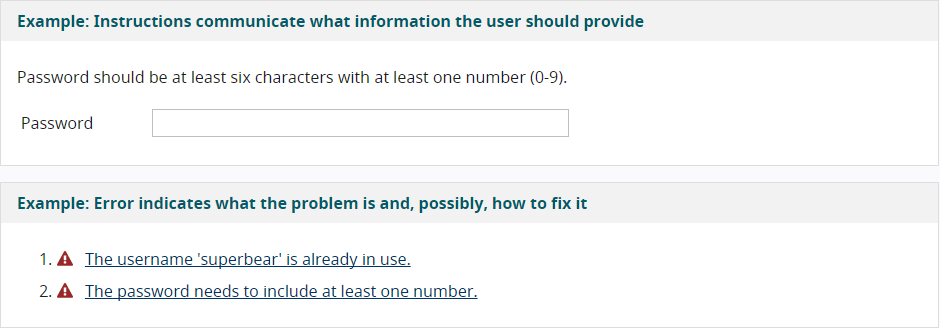 Example: Instructions communicate what information the user should provide
Password should be at least six characters with at least one number (0-9).
Password
Example: Error indicates what the problem is and, possibly, how to fix it
1. The username 'superbear' is already in use.
2. The password needs to include at least one number.